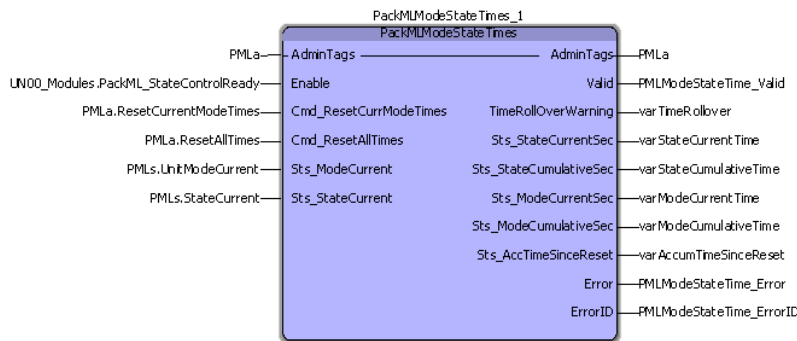 PackMLModeStateTimes_1
PackMLModeStateTimes
PMLa AdminTags AdminTags PMLa
UN00_Modules.PackML_StateControlReady Enable Valid PMLModeStateTime_Valid
PMLa.ResetCurrentModeTimes Cmd_ResetCurrModeTimes TimeRollOverWarning varTimeRollover
PMLa.ResetAllTimes Cmd_ResetAllTimes Sts_StateCurrentSec varStateCurrentTime
PMLs.UnitModeCurrent Sts_ModeCurrent Sts_StateCumulativeSec varStateCumulativeTime
PMLs.StateCurrent Sts_StateCurrent Sts_ModeCurrentSec varModeCurrentTime
Sts_ModeCumulativeSec varModeCumulativeTime
Sts_AccTimeSinceReset varAccumTimeSinceReset
Error PMLModeStateTime_Error
ErrorID PMLModeStateTime_ErrorID